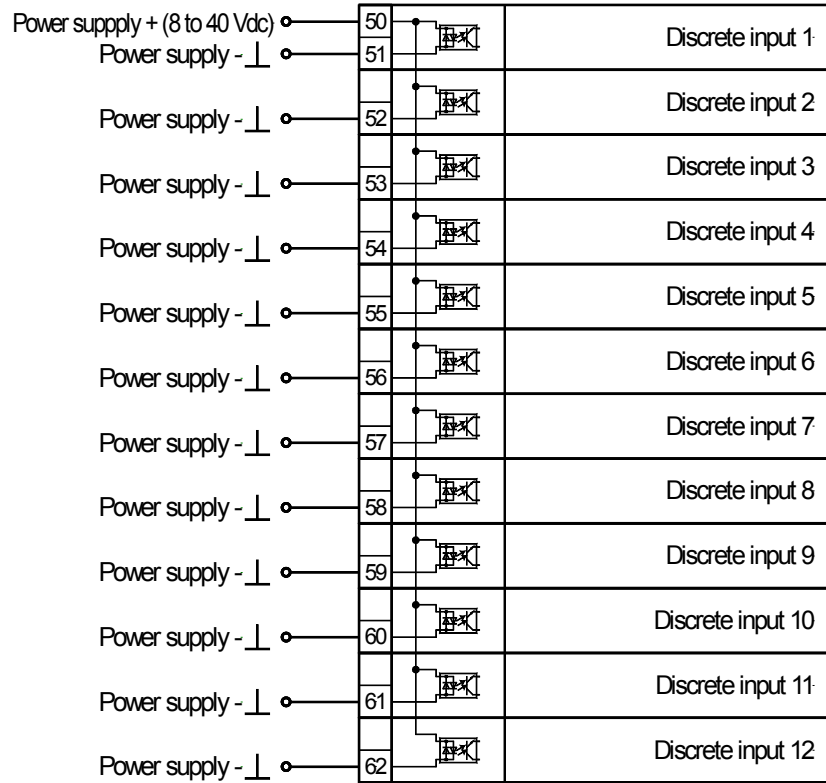 Power suppply + (8 to 40 Vdc) 50 Discrete input 1
Power supply - 51
Power supply - 52 Discrete input 2
Power supply - 53 Discrete input 3
Power supply - 54 Discrete input 4
Power supply - 55 Discrete input 5
Power supply - 56 Discrete input 6
Power supply - 57 Discrete input 7
Power supply - 58 Discrete input 8
Power supply - 59 Discrete input 9
Power supply - 60 Discrete input 10
Power supply - 61 Discrete input 11
Power supply - 62 Discrete input 12